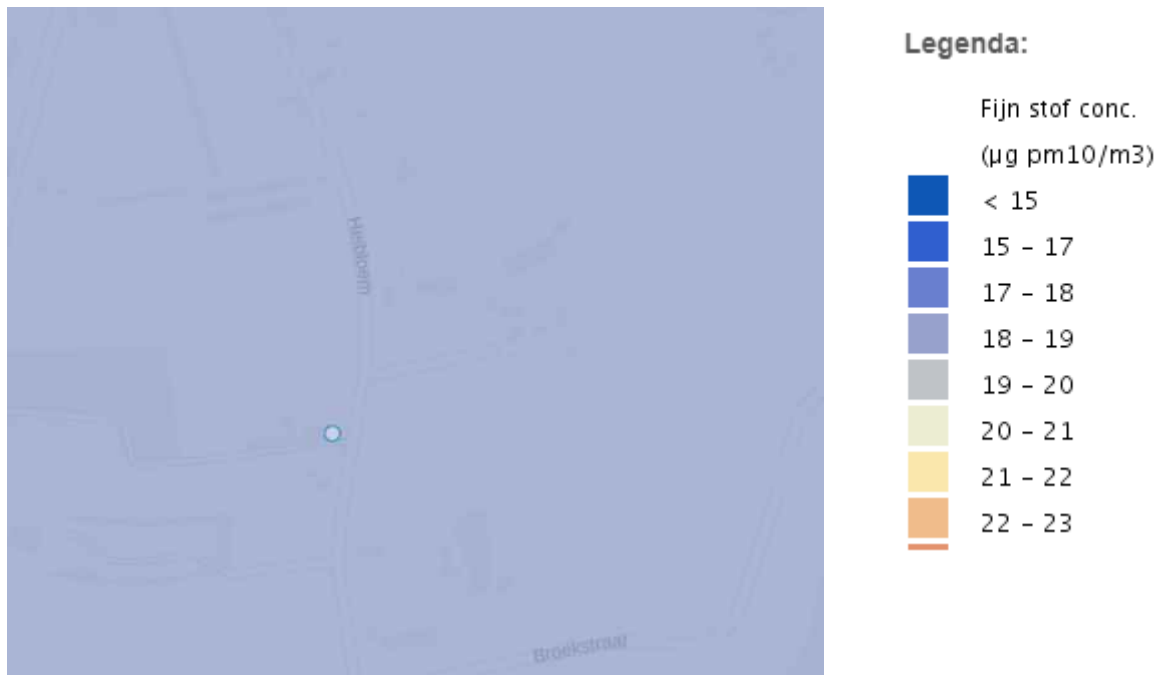 Legenda:
Fijn stof conc.
(µg pm10/m3)
< 15
15 – 17
17 – 18
18 – 19
19 – 20
20 – 21
21 – 22
22 – 23
Huibloem
Broekstraat